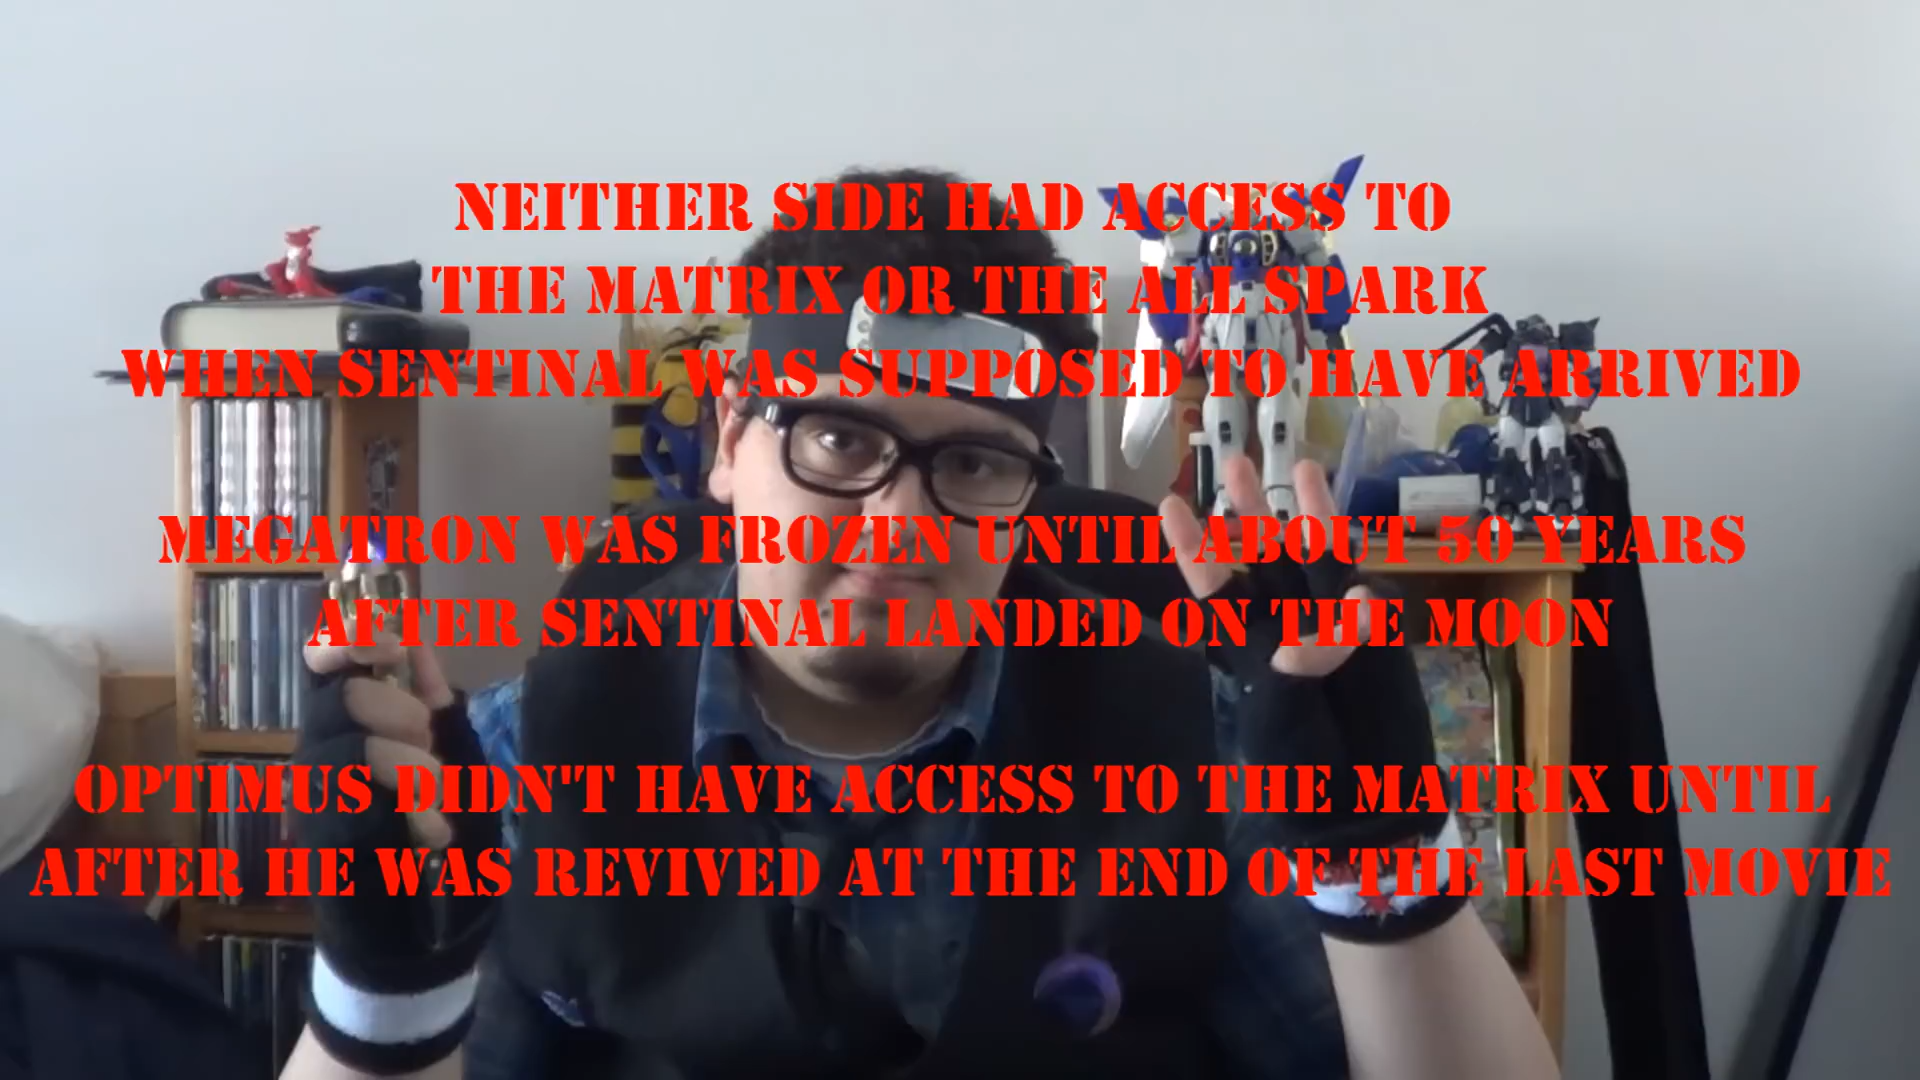 NEITHER SIDE HAD ACCESS TO
THE MATRIX OR THE ALL SPARK
WHEN SENTINAL WAS SUPPOSED TO HAVE ARRIVED
MEGATRON WAS FROZEN UNTIL ABOUT 50 YEARS
AFTER SENTINAL LANDED ON THE MOON
OPTIMUS DIDN'T HAVE ACCESS TO THE MATRIX UNTIL
AFTER HE WAS REVIVED AT THE END OF THE LAST MOVIE